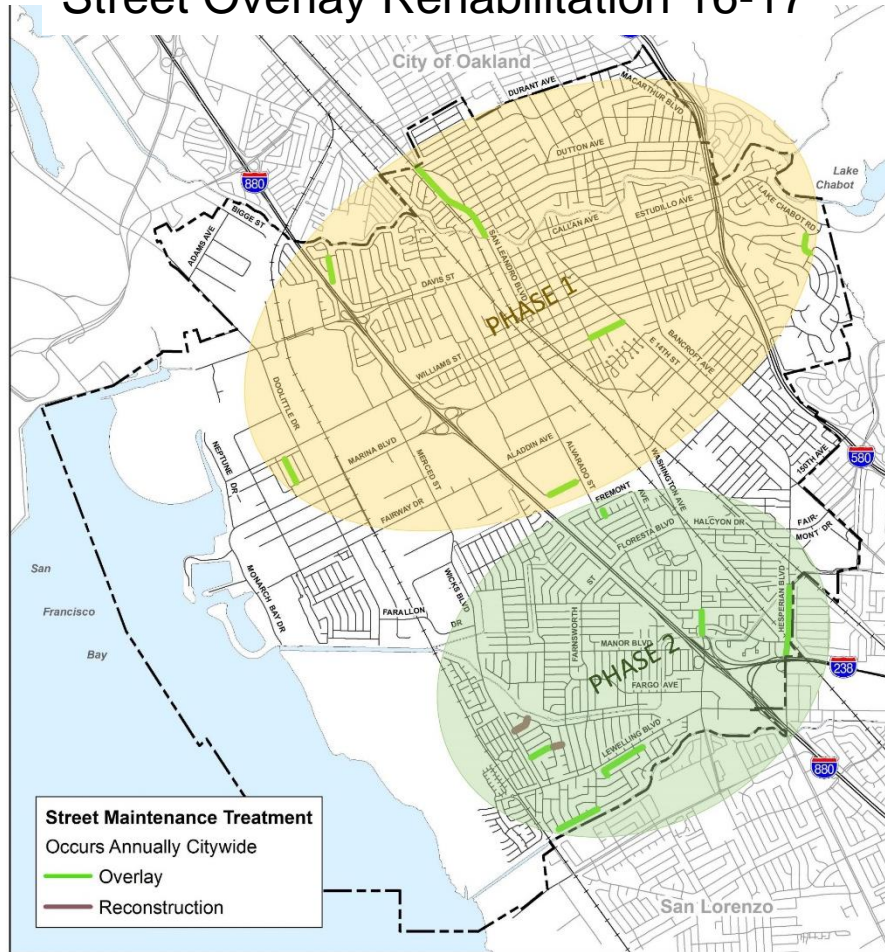 Street Overlay Rehabilitation 16-17
City of Oakland
DURANT AVE
MACARTHUR BLVD
DUTTON AVE
Lake
Chabot
880
LAKE CHABOT RD
BIGGE ST
ADAMS AVE
ESTUDILLO AVE
CALLAN AVE
SAN LEANDRO BLVD
DAVIS ST
PHASE 1
E 14TH ST
BANCROFT AVE
WILLIAMS ST
DOOLITTLE DR
MARINA BLVD
MERCED ST
ALADDIN AVE
ALVARADO ST
WASHINGTON AVE
150TH AVE
580
NEPTUNE DR
FAIRWAY DR
FREMONT
AVE
FLORESTA BLVD
HALCYON DR
FAIR-
MONT DR
San
Francisco
Bay
MONARCH BAY DR
WICKS BLVD
FARALLON
DR
ST
FARNSWORTH
MANOR BLVD
HESPERIAN BLVD
PHASE 2
238
FARGO AVE
LEWELLING BLVD
880
Street Maintenance Treatment
Occurs Annually Citywide
Overlay
Reconstruction
San Lorenzo